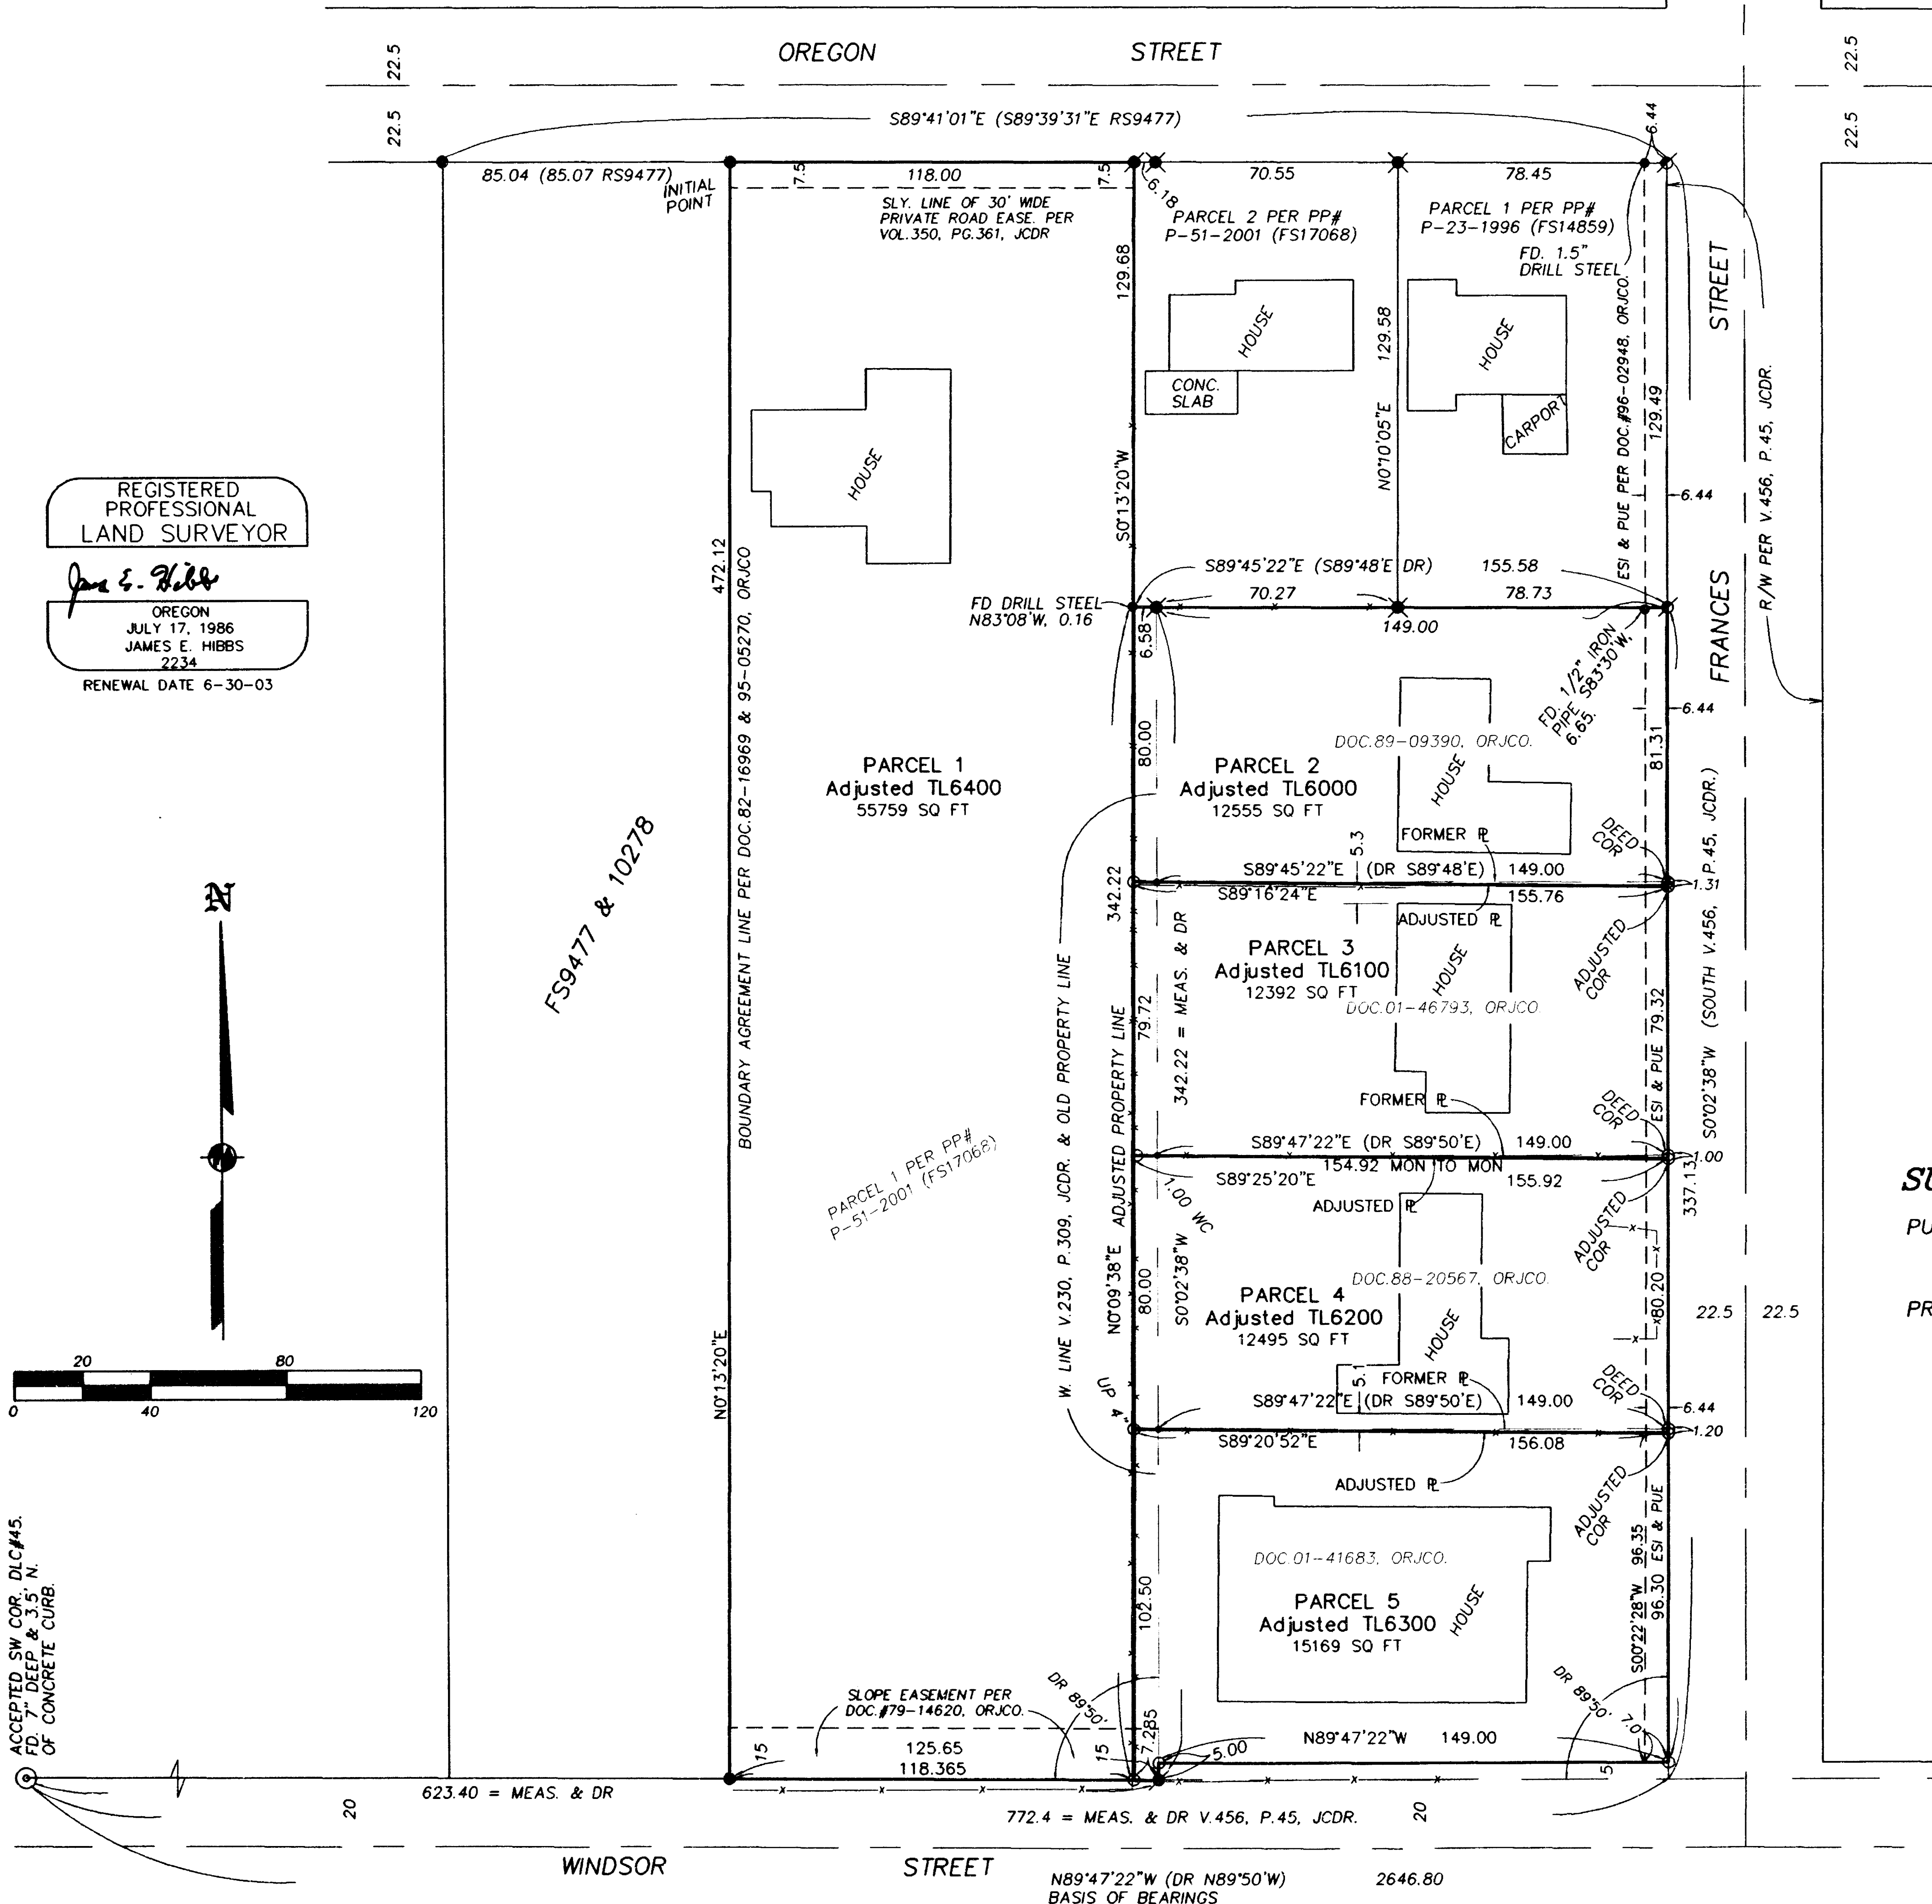 22.5
OREGON STREET
22.5
22.5
S89°41'01"E (S89°39'31"E RS9477)
22.5
6.44
85.04 (85.07 RS9477)
INITIAL
POINT
7.5
118.00
7.5
6.18
70.55
78.45
SLY. LINE OF 30' WIDE
PRIVATE ROAD EASE. PER
VOL.350, PG.361, JCDR
PARCEL 2 PER PP#
P-51-2001 (FS17068)
PARCEL 1 PER PP#
P-23-1996 (FS14859)
FD. 1.5"
DRILL STEEL
129.68
HOUSE
CONC.
SLAB
129.58
N0°10'05"E
HOUSE
CARPORT
ESI & PUE PER DOC.#96-02948, ORJCO.
129.49
6.44
STREET
FRANCES
R/W PER V.456, P.45, JCDR.
HOUSE
S0°13'20"W
REGISTERED
PROFESSIONAL
LAND SURVEYOR
James E. Hibbs
OREGON
JULY 17, 1986
JAMES E. HIBBS
2234
RENEWAL DATE 6-30-03
472.12
BOUNDARY AGREEMENT LINE PER DOC.82-16969 & 95-05270, ORJCO
S89°45'22"E (S89°48'E DR) 155.58
FD DRILL STEEL
N83°08'W, 0.16
70.27
78.73
149.00
6.58
FD. 1/2" IRON
PIPE S83°30'W,
6.65.
6.44
81.31
80.00
DOC.89-09390, ORJCO.
HOUSE
PARCEL 1
Adjusted TL6400
55759 SQ FT
PARCEL 2
Adjusted TL6000
12555 SQ FT
FORMER PL
5.3
DEED
COR
S89°45'22"E (DR S89°48'E) 149.00
S89°16'24"E
155.76
1.31
342.22
ADJUSTED PL
FS9477 & 10278
N
PARCEL 3
Adjusted TL6100
12392 SQ FT
HOUSE
DOC.01-46793, ORJCO.
ADJUSTED
COR
79.72
342.22 = MEAS. & DR
79.32
ESI & PUE
S0°02'38"W (SOUTH V.456, P.45, JCDR.)
W. LINE V.230, P.309, JCDR. & OLD PROPERTY LINE
N0°09'38"E ADJUSTED PROPERTY LINE
FORMER PL
DEED
COR
S89°47'22"E (DR S89°50'E) 149.00
154.92 MON TO MON
S89°25'20"E
155.92
1.00
337.13
PARCEL 1 PER PP#
P-51-2001 (FS17068)
1.00 WC
ADJUSTED PL
ADJUSTED
COR
SU
PU
PR
S0°02'38"W
80.00
DOC.88-20567, ORJCO.
PARCEL 4
Adjusted TL6200
12495 SQ FT
HOUSE
80.20
22.5
22.5
20
80
0
40
120
N0°13'20"E
UP 4"
5.1
FORMER PL
DEED
COR
S89°47'22"E (DR S89°50'E) 149.00
6.44
S89°20'52"E
156.08
1.20
ADJUSTED PL
ADJUSTED
COR
ACCEPTED SW COR. DLC#45.
FD. 7" DEEP & 3.5' N.
OF CONCRETE CURB.
DOC.01-41683, ORJCO.
PARCEL 5
Adjusted TL6300
15169 SQ FT
HOUSE
102.50
S00°22'28"W 96.35
96.30 ESI & PUE
SLOPE EASEMENT PER
DOC.#79-14620, ORJCO.
DR 89°50'
DR 89°50'
7.0
15
125.65
118.365
15
7.285
5.00
N89°47'22"W 149.00
5
623.40 = MEAS. & DR
20
772.4 = MEAS. & DR V.456, P.45, JCDR.
20
WINDSOR STREET
N89°47'22"W (DR N89°50'W) 2646.80
BASIS OF BEARINGS